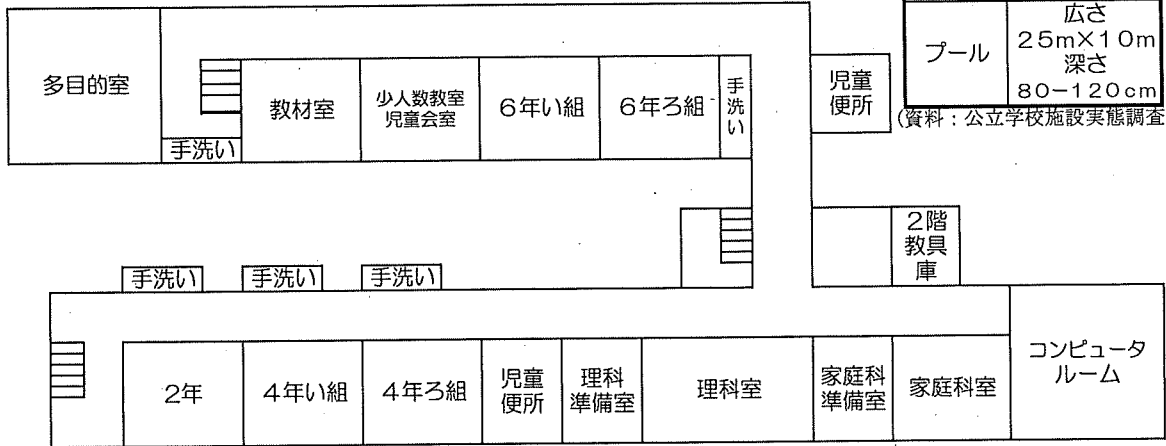 多目的室
手洗い
教材室
少人数教室
児童会室
6年い組
6年ろ組
手洗い
児童
便所
プール
広さ
25m×10m
深さ
80-120cm
(資料：公立学校施設実態調査
2階
教具
庫
手洗い
手洗い
手洗い
2年
4年い組
4年ろ組
児童
便所
理科
準備室
理科室
家庭科
準備室
家庭科室
コンピュータ
ルーム